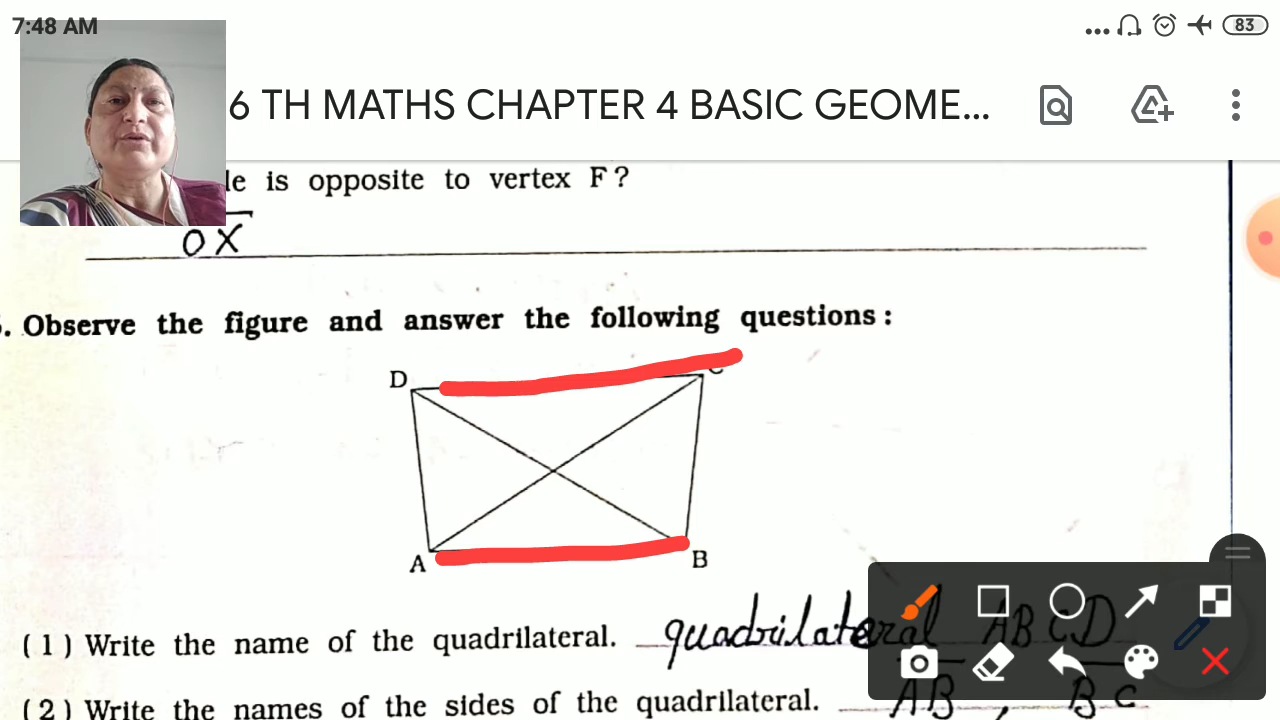 7:48 AM
83
6 TH MATHS CHAPTER 4 BASIC GEOME...
is opposite to vertex F?
OX
Observe the figure and answer the following questions:
D
A
B
(1) Write the name of the quadrilateral. quadrilateral ABCD
(2) Write the names of the sides of the quadrilateral. AB, BC